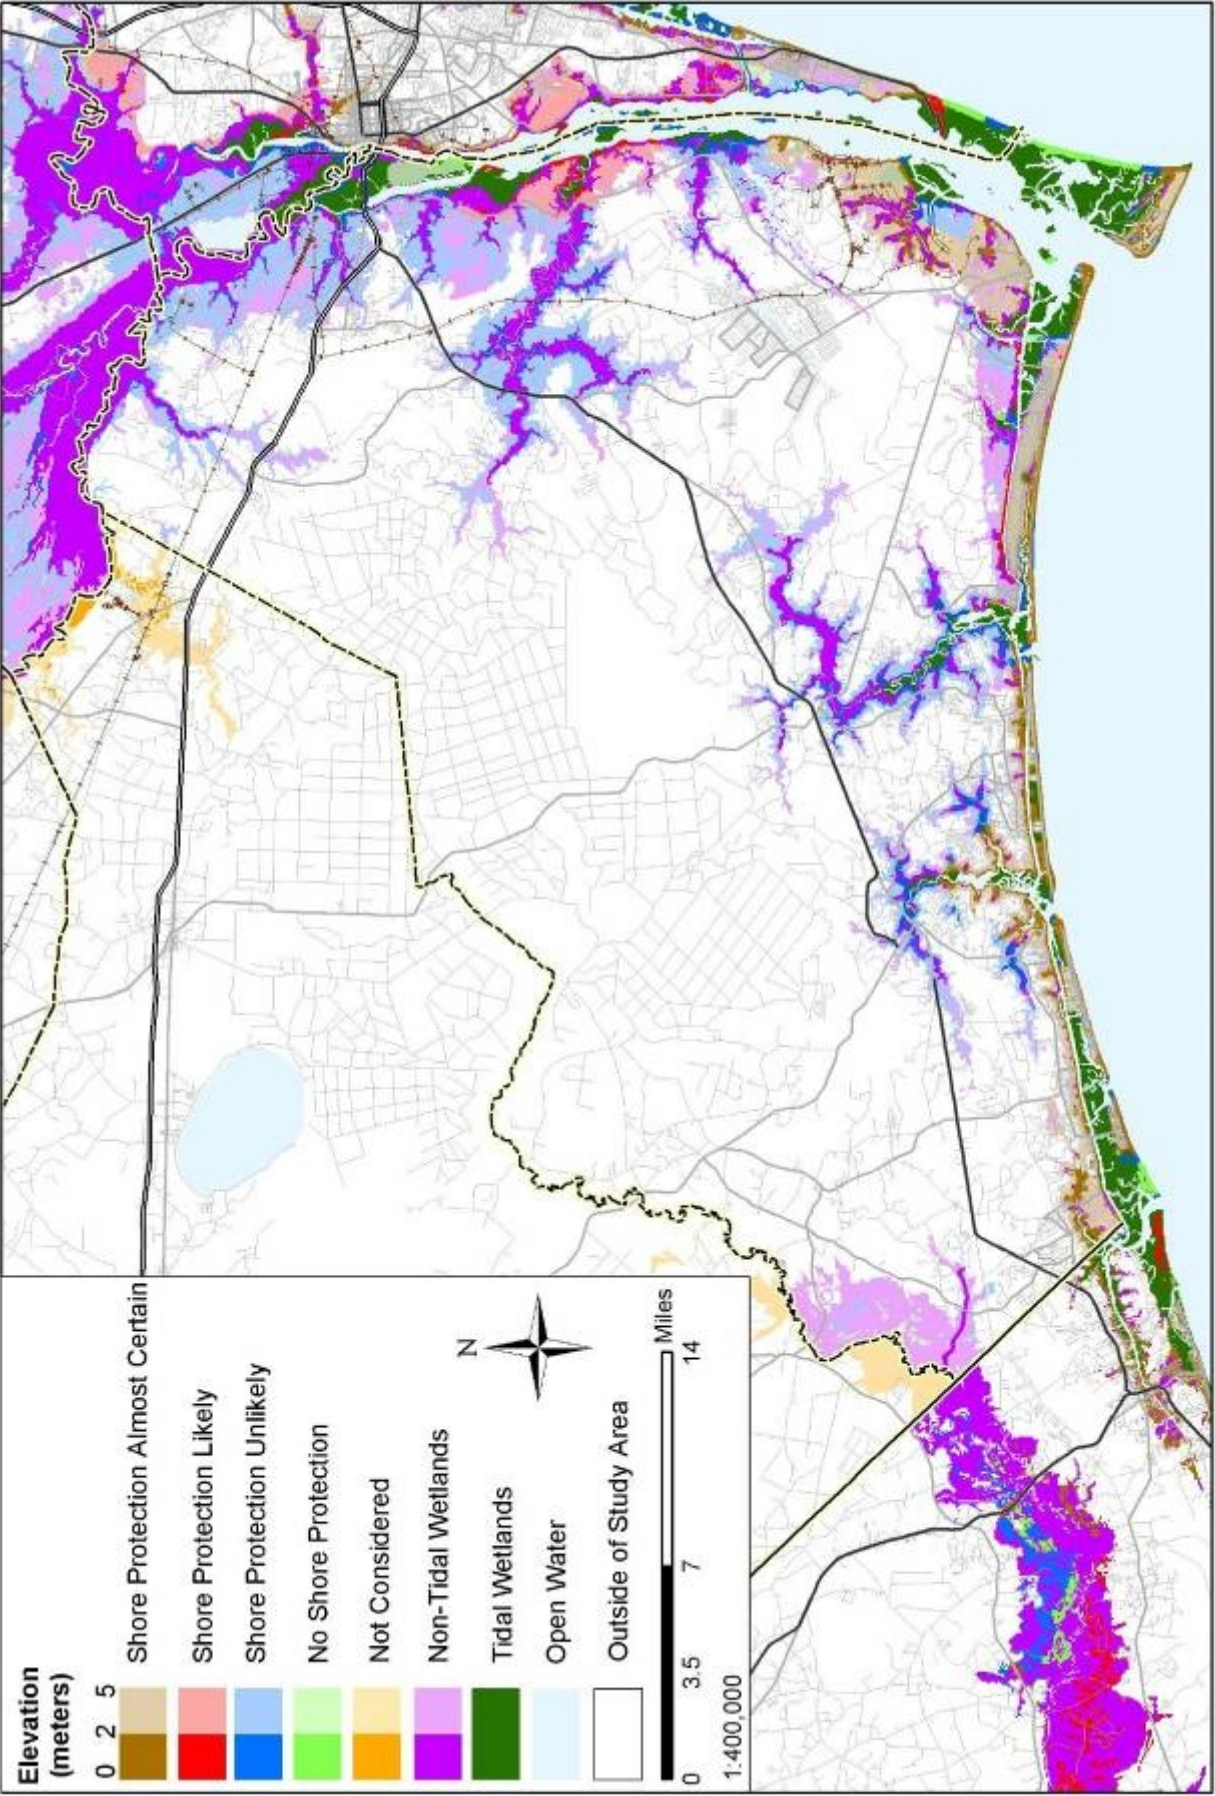 Elevation
(meters)
0 2 5
Shore Protection Almost Certain
Shore Protection Likely
Shore Protection Unlikely
No Shore Protection
Not Considered
Non-Tidal Wetlands
Tidal Wetlands
Open Water
Outside of Study Area
N
0 3.5 7 14 Miles
1:400,000